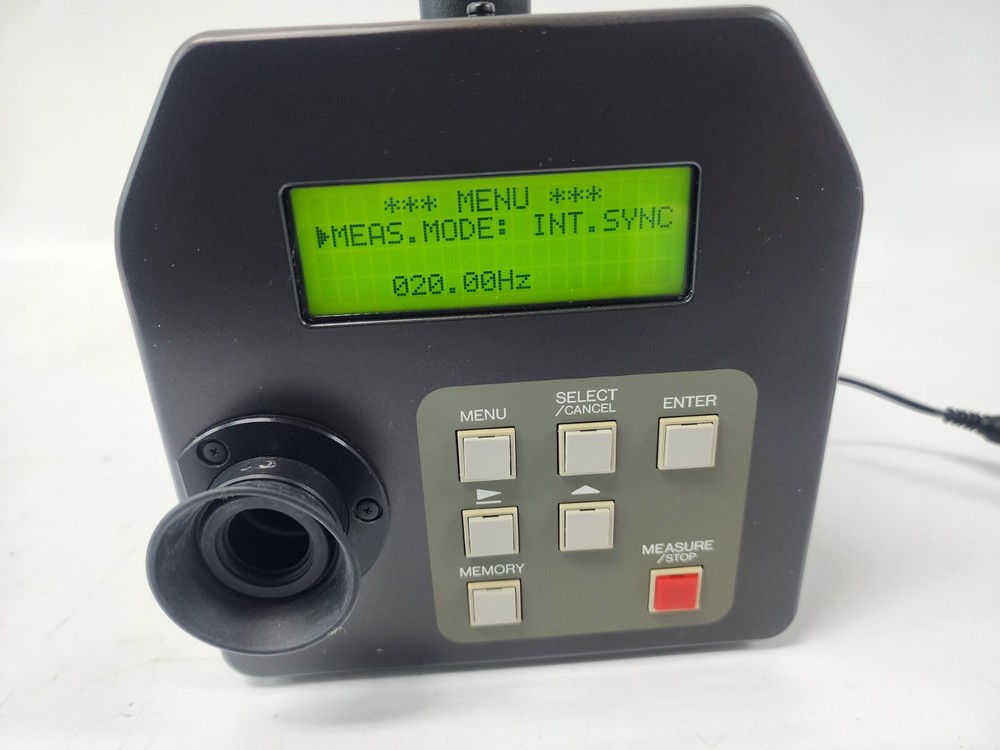 *** MENU ***
▶MEAS.MODE: INT.SYNC
020.00Hz
MENU
SELECT
/CANCEL
ENTER
MEMORY
MEASURE
/STOP